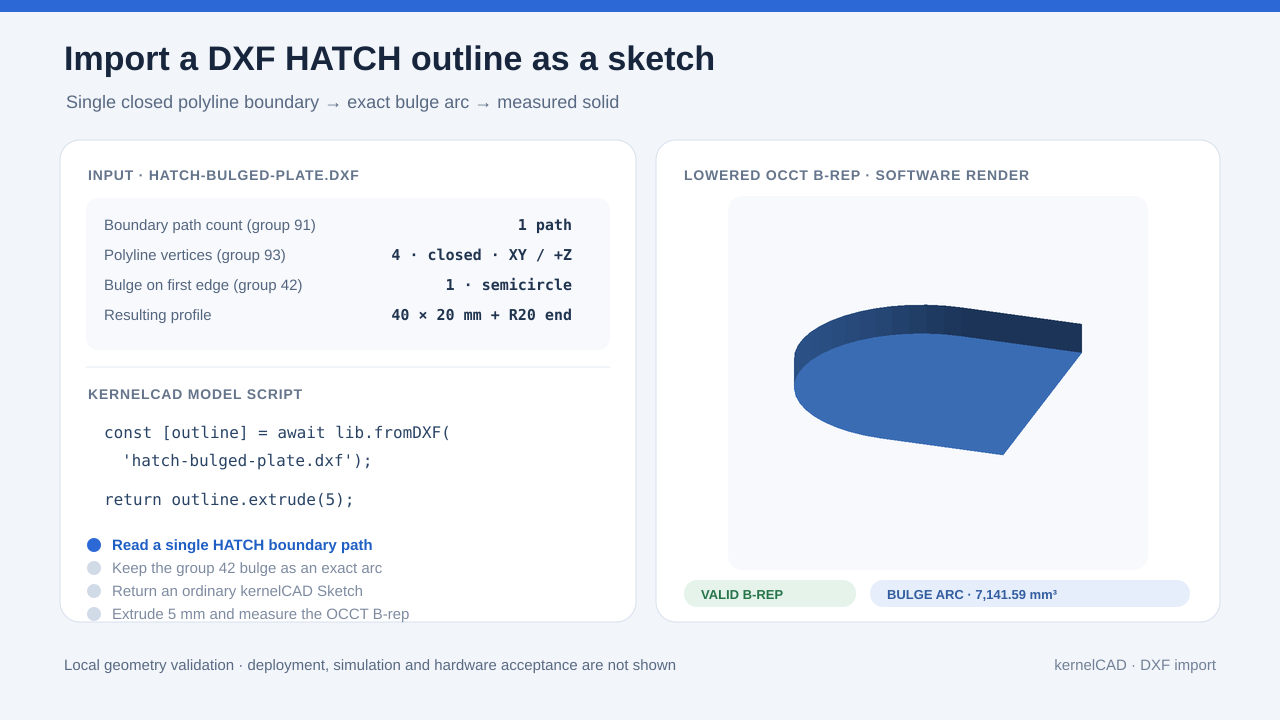 Import a DXF HATCH outline as a sketch
Single closed polyline boundary → exact bulge arc → measured solid
INPUT · HATCH-BULGED-PLATE.DXF
Boundary path count (group 91) 1 path
Polyline vertices (group 93) 4 · closed · XY / +Z
Bulge on first edge (group 42) 1 · semicircle
Resulting profile 40 × 20 mm + R20 end
KERNELCAD MODEL SCRIPT
const [outline] = await lib.fromDXF(
'hatch-bulged-plate.dxf');
return outline.extrude(5);
Read a single HATCH boundary path
Keep the group 42 bulge as an exact arc
Return an ordinary kernelCAD Sketch
Extrude 5 mm and measure the OCCT B-rep
LOWERED OCCT B-REP · SOFTWARE RENDER
VALID B-REP
BULGE ARC · 7,141.59 mm³
Local geometry validation · deployment, simulation and hardware acceptance are not shown
kernelCAD · DXF import